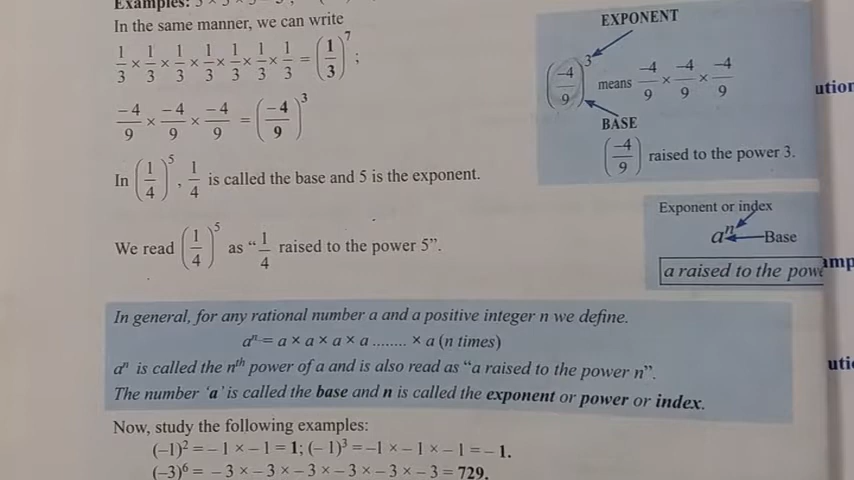 Examples:
In the same manner, we can write
1/3 × 1/3 × 1/3 × 1/3 × 1/3 × 1/3 × 1/3 = (1/3)^7 ;
-4/9 × -4/9 × -4/9 = (-4/9)^3
In (1/4)^5 , 1/4 is called the base and 5 is the exponent.
We read (1/4)^5 as “1/4 raised to the power 5”.
EXPONENT
(-4/9)^3 means -4/9 × -4/9 × -4/9
BASE
(-4/9) raised to the power 3.
Exponent or index
a^n Base
a raised to the pow
In general, for any rational number a and a positive integer n we define.
a^n = a × a × a × a ........ × a (n times)
a^n is called the n^th power of a and is also read as “a raised to the power n”.
The number ‘a’ is called the base and n is called the exponent or power or index.
Now, study the following examples:
(–1)^2 = – 1 × – 1 = 1; (– 1)^3 = –1 × – 1 × – 1 = – 1.
(–3)^6 = – 3 × – 3 × – 3 × – 3 × – 3 × – 3 = 729.
ution
amp
utio